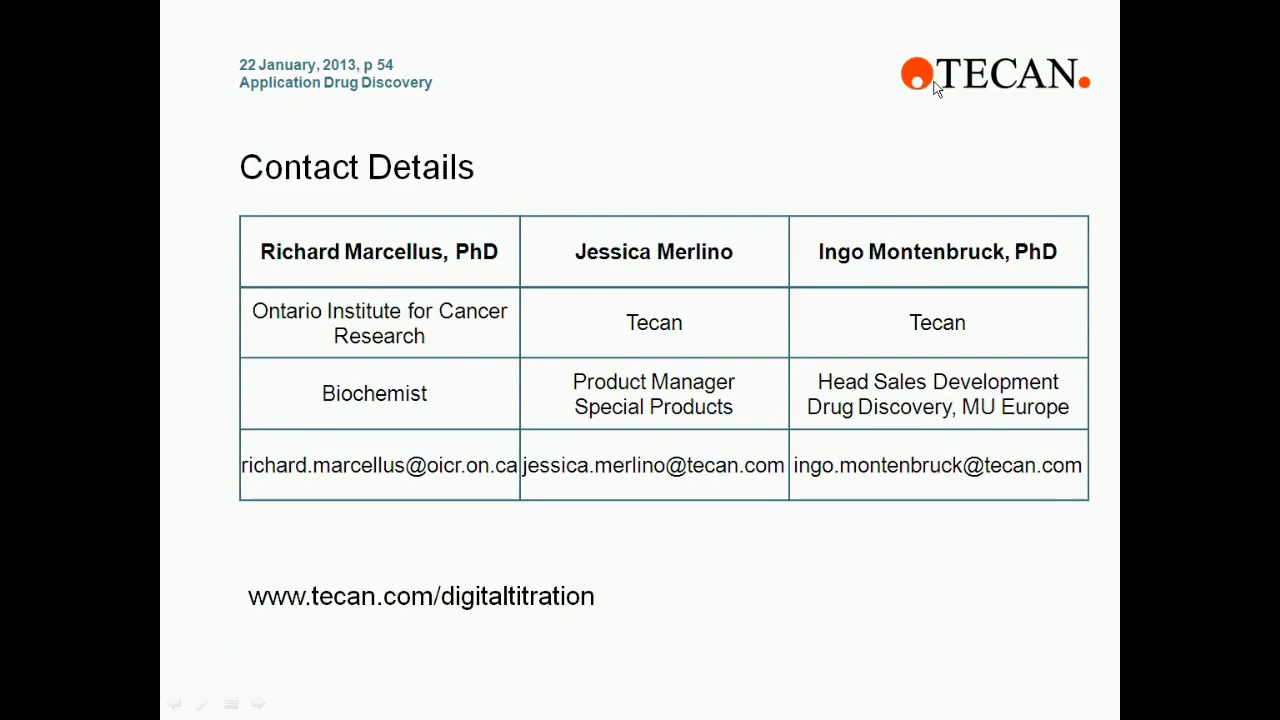 22 January, 2013, p 54
Application Drug Discovery
TECAN.
Contact Details
Richard Marcellus, PhD
Jessica Merlino
Ingo Montenbruck, PhD
Ontario Institute for Cancer
Research
Tecan
Tecan
Biochemist
Product Manager
Special Products
Head Sales Development
Drug Discovery, MU Europe
richard.marcellus@oicr.on.ca
jessica.merlino@tecan.com
ingo.montenbruck@tecan.com
www.tecan.com/digitaltitration